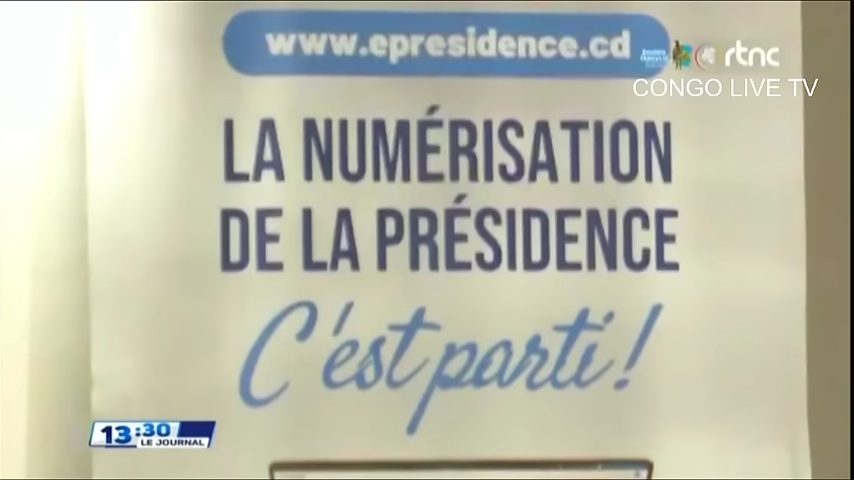 www.epresidence.cd
rtnc
CONGO LIVE TV
LA NUMÉRISATION
DE LA PRÉSIDENCE
C'est parti !
13:30
LE JOURNAL